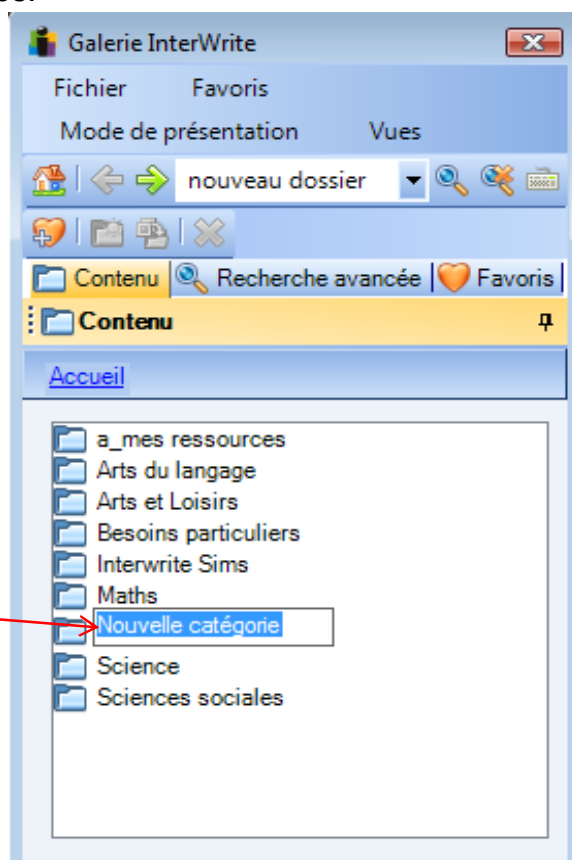 Galerie InterWrite
Fichier Favoris
Mode de présentation Vues
nouveau dossier
Contenu Recherche avancée Favoris
Contenu
Accueil
a_mes ressources
Arts du langage
Arts et Loisirs
Besoins particuliers
Interwrite Sims
Maths
Nouvelle catégorie
Science
Sciences sociales